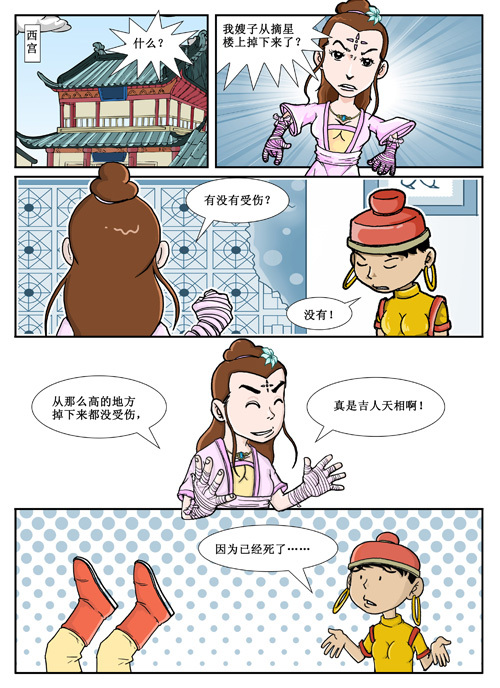 西宫
什么？
我嫂子从摘星
楼上掉下来了？
有没有受伤？
没有！
从那么高的地方
掉下来都没受伤，
真是吉人天相啊！
因为已经死了……